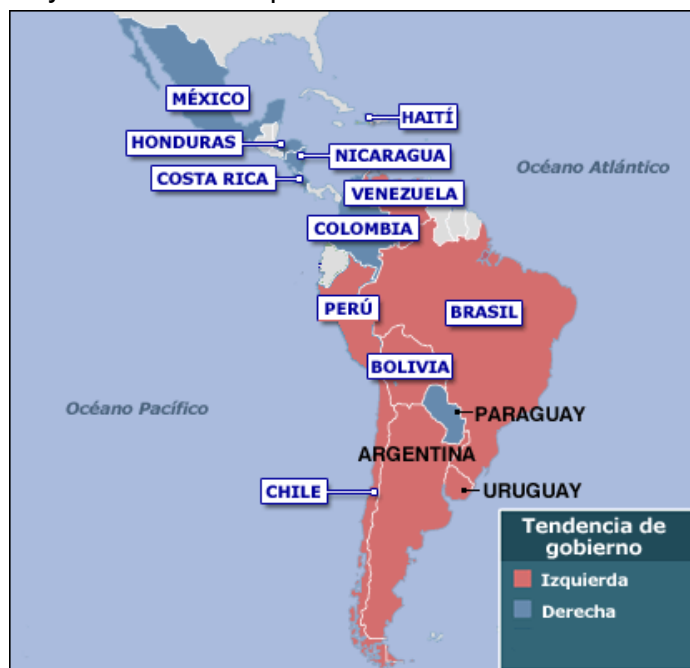 MÉXICO
HAITÍ
HONDURAS
NICARAGUA
Océano Atlántico
COSTA RICA
VENEZUELA
COLOMBIA
PERÚ
BRASIL
BOLIVIA
Océano Pacífico
PARAGUAY
ARGENTINA
CHILE
URUGUAY
Tendencia de
gobierno
Izquierda
Derecha